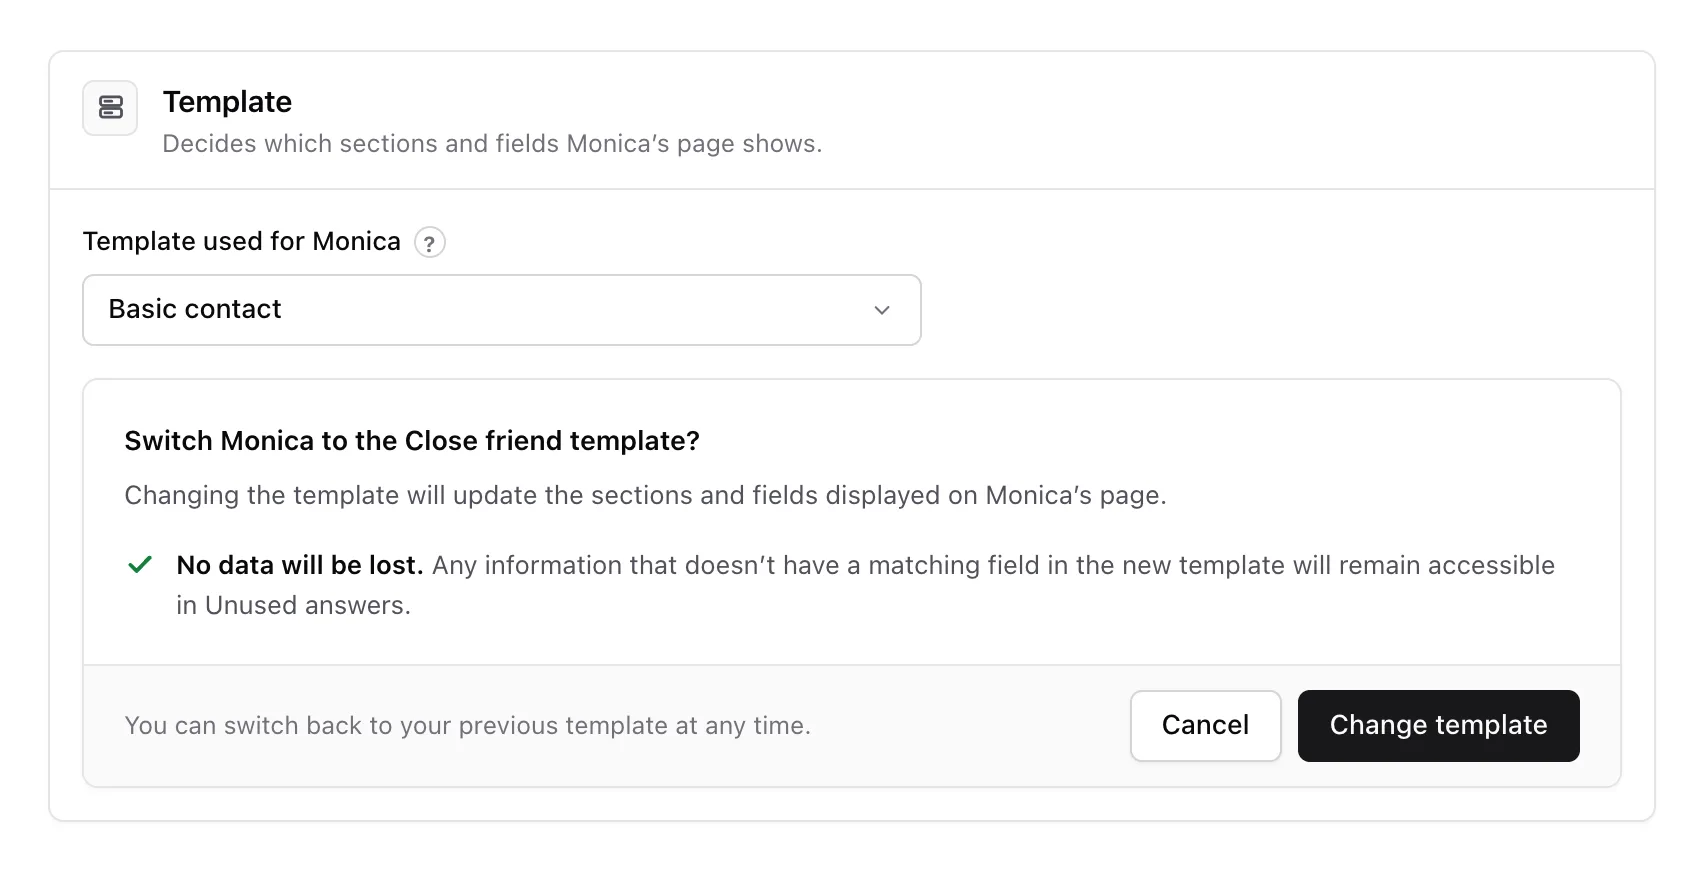 Template
Decides which sections and fields Monica’s page shows.
Template used for Monica ?
Basic contact
Switch Monica to the Close friend template?
Changing the template will update the sections and fields displayed on Monica’s page.
No data will be lost. Any information that doesn’t have a matching field in the new template will remain accessible
in Unused answers.
You can switch back to your previous template at any time.
Cancel
Change template